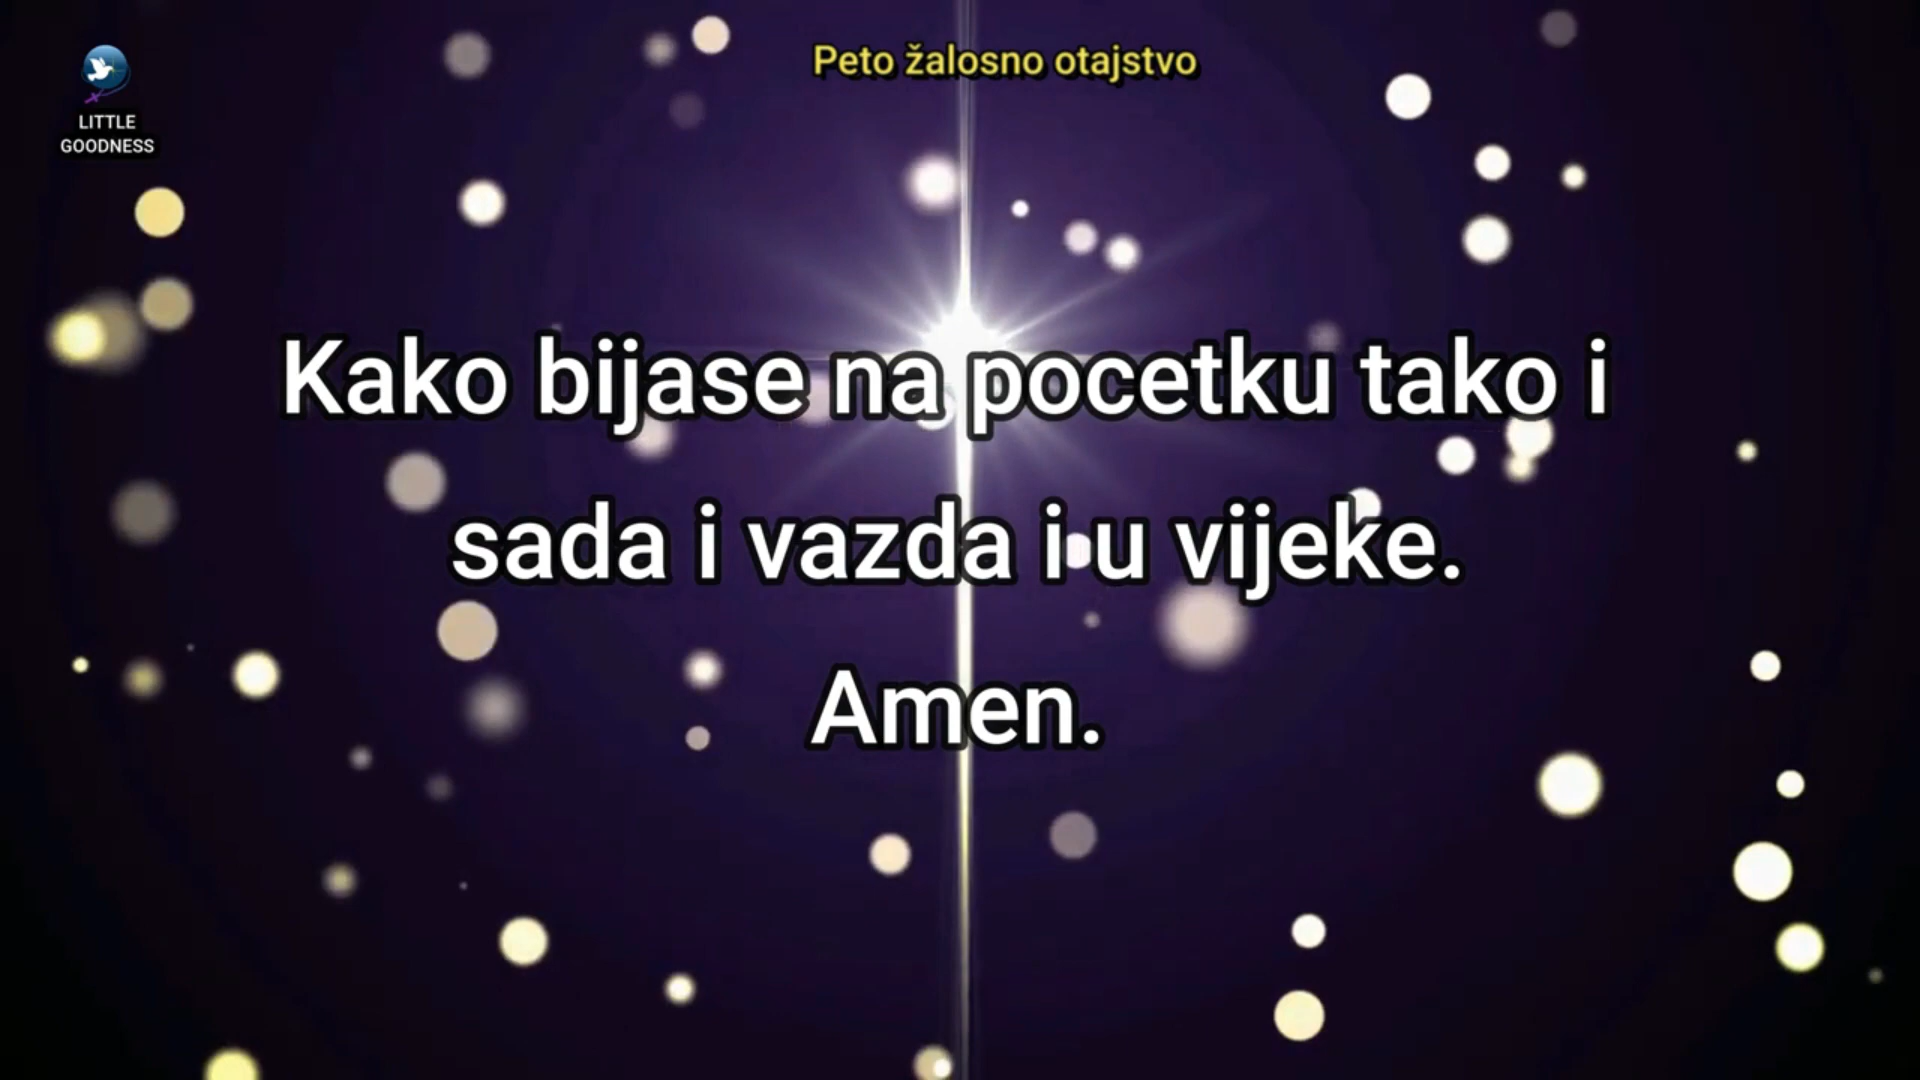 Peto žalosno otajstvo
LITTLE
GOODNESS
Kako bijase na pocetku tako i
sada i vazda i u vijeke.
Amen.